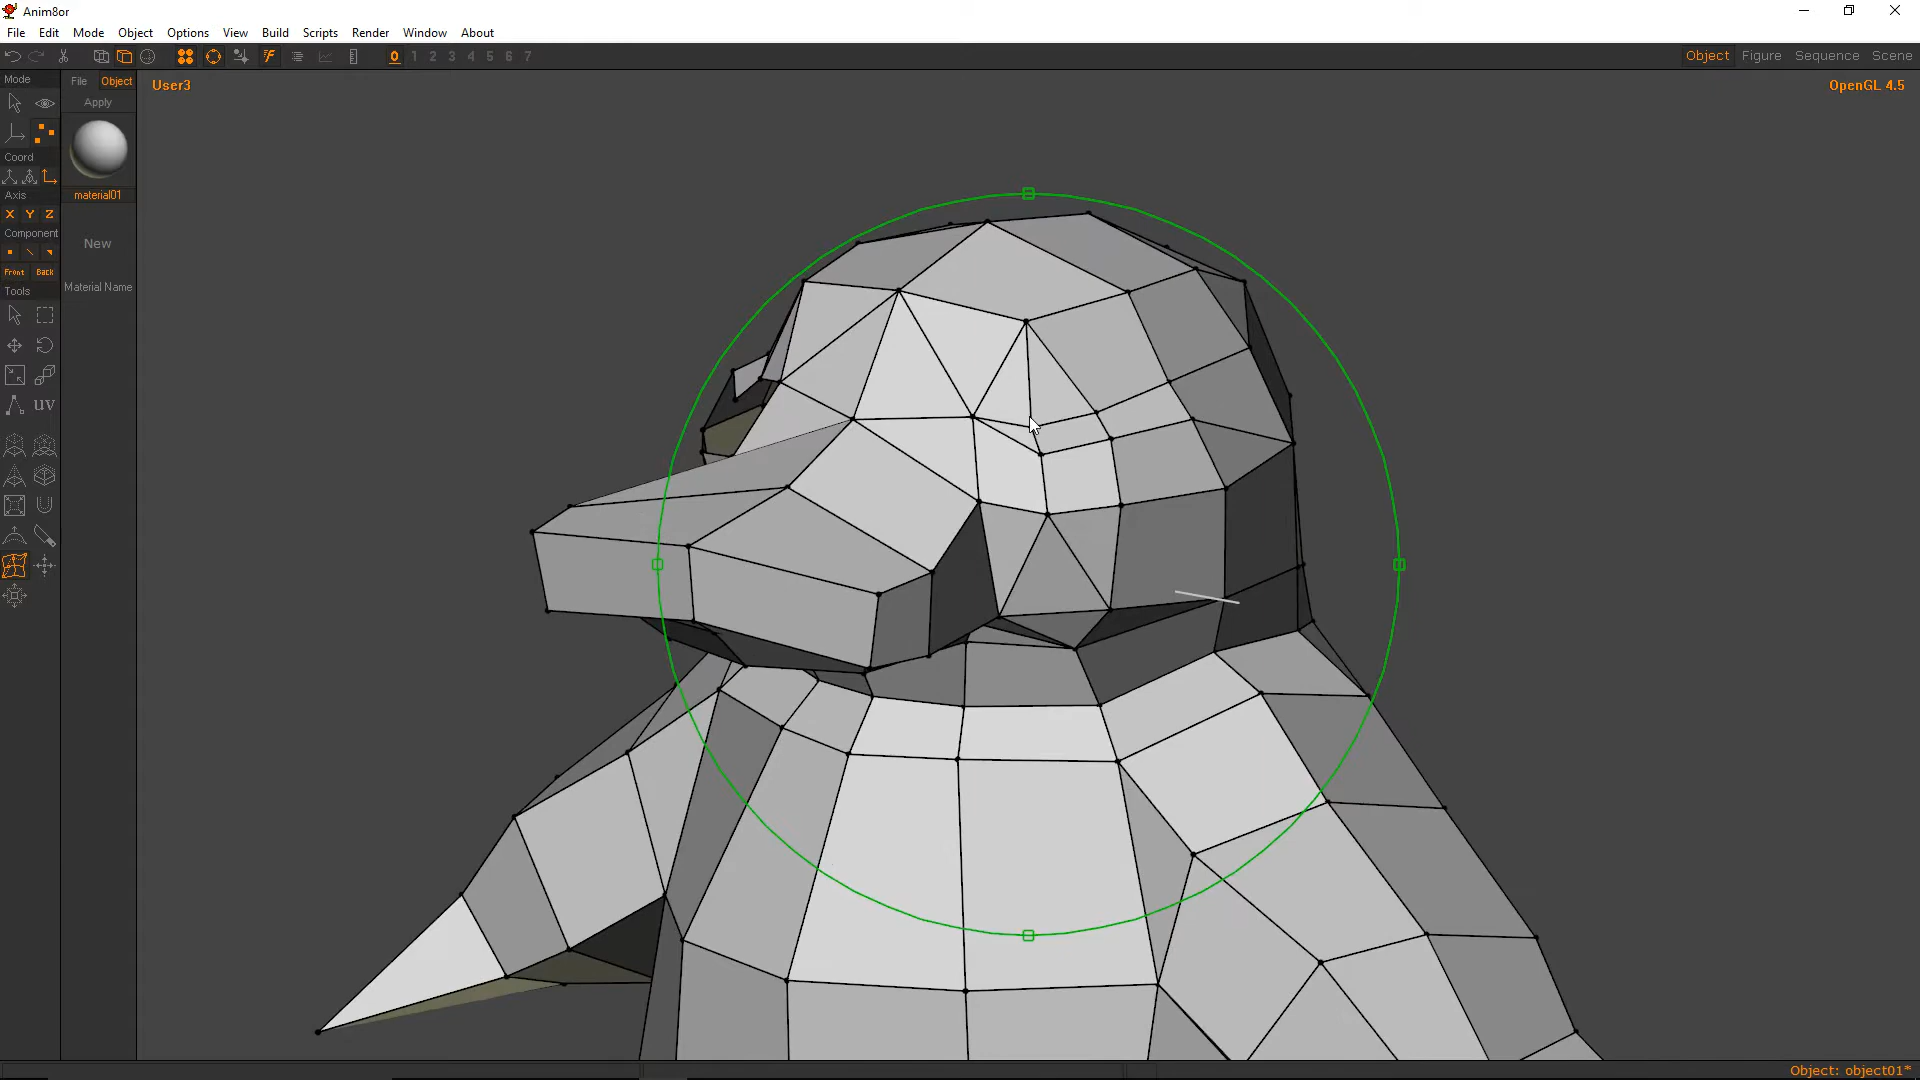 Anim8or
File Edit Mode Object Options View Build Scripts Render Window About
0 1 2 3 4 5 6 7
Object Figure Sequence Scene
Mode
File Object
User3
OpenGL 4.5
Apply
Coord
Axis
material01
X Y Z
Component
New
Front Back
Material Name
Tools
UV
Object: object01*